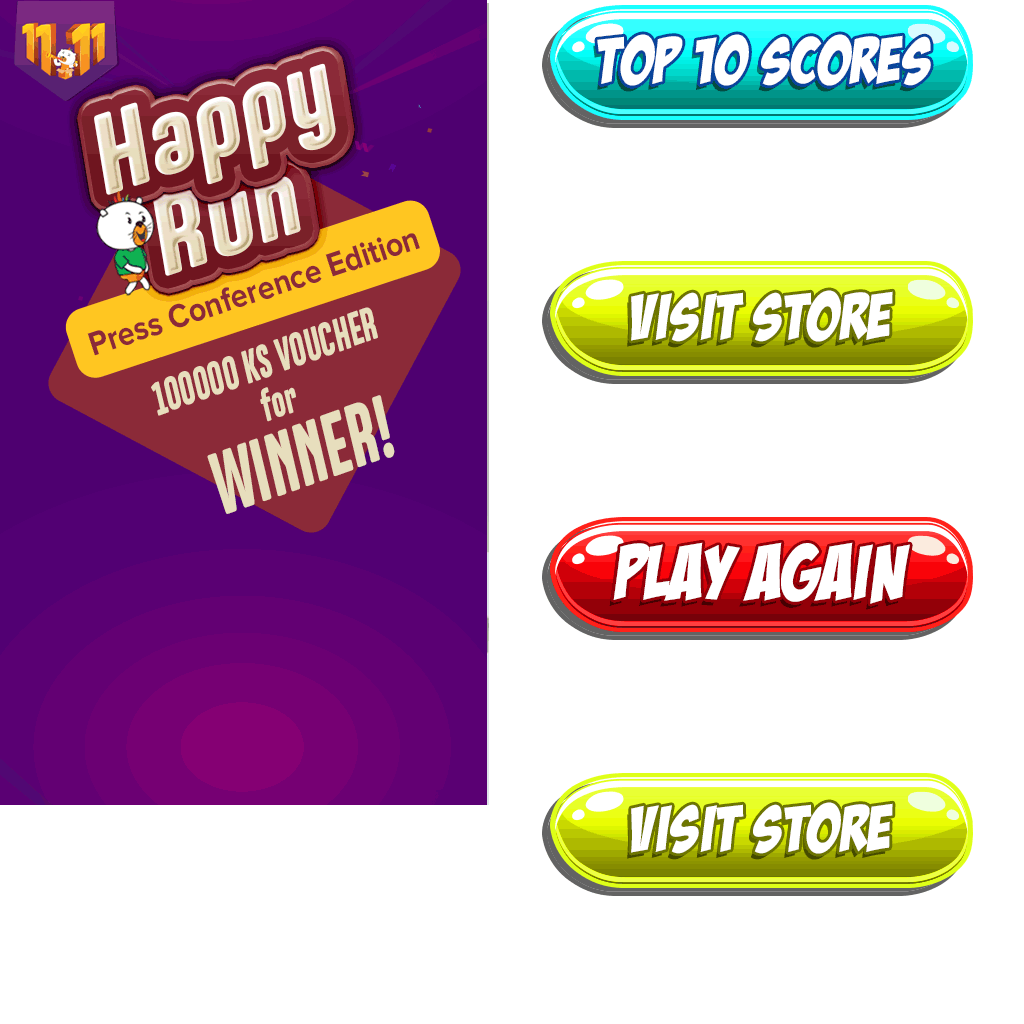 11.11
Happy
Run
Press Conference Edition
100000 KS VOUCHER
for
WINNER!
TOP 10 SCORES
VISIT STORE
PLAY AGAIN
VISIT STORE